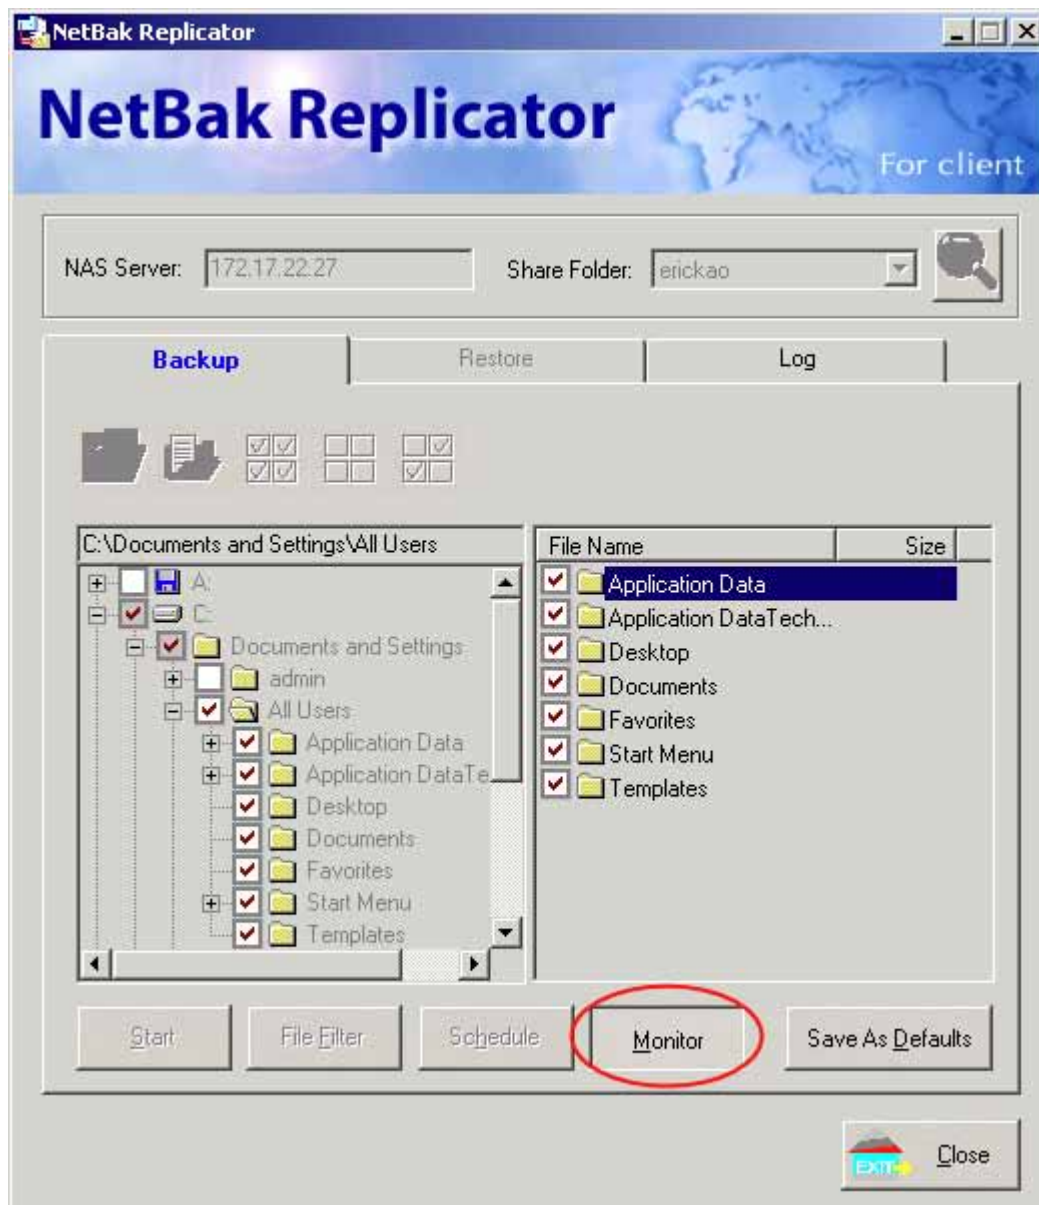 NetBak Replicator
NetBak Replicator
For client
NAS Server: 172.17.22.27 Share Folder: erickao
Backup Restore Log
C:\Documents and Settings\All Users
A:
C:
Documents and Settings
admin
All Users
Application Data
Application DataTe
Desktop
Documents
Favorites
Start Menu
Templates
File Name Size
Application Data
Application DataTech...
Desktop
Documents
Favorites
Start Menu
Templates
Start File Filter Schedule Monitor Save As Defaults
EXIT Close